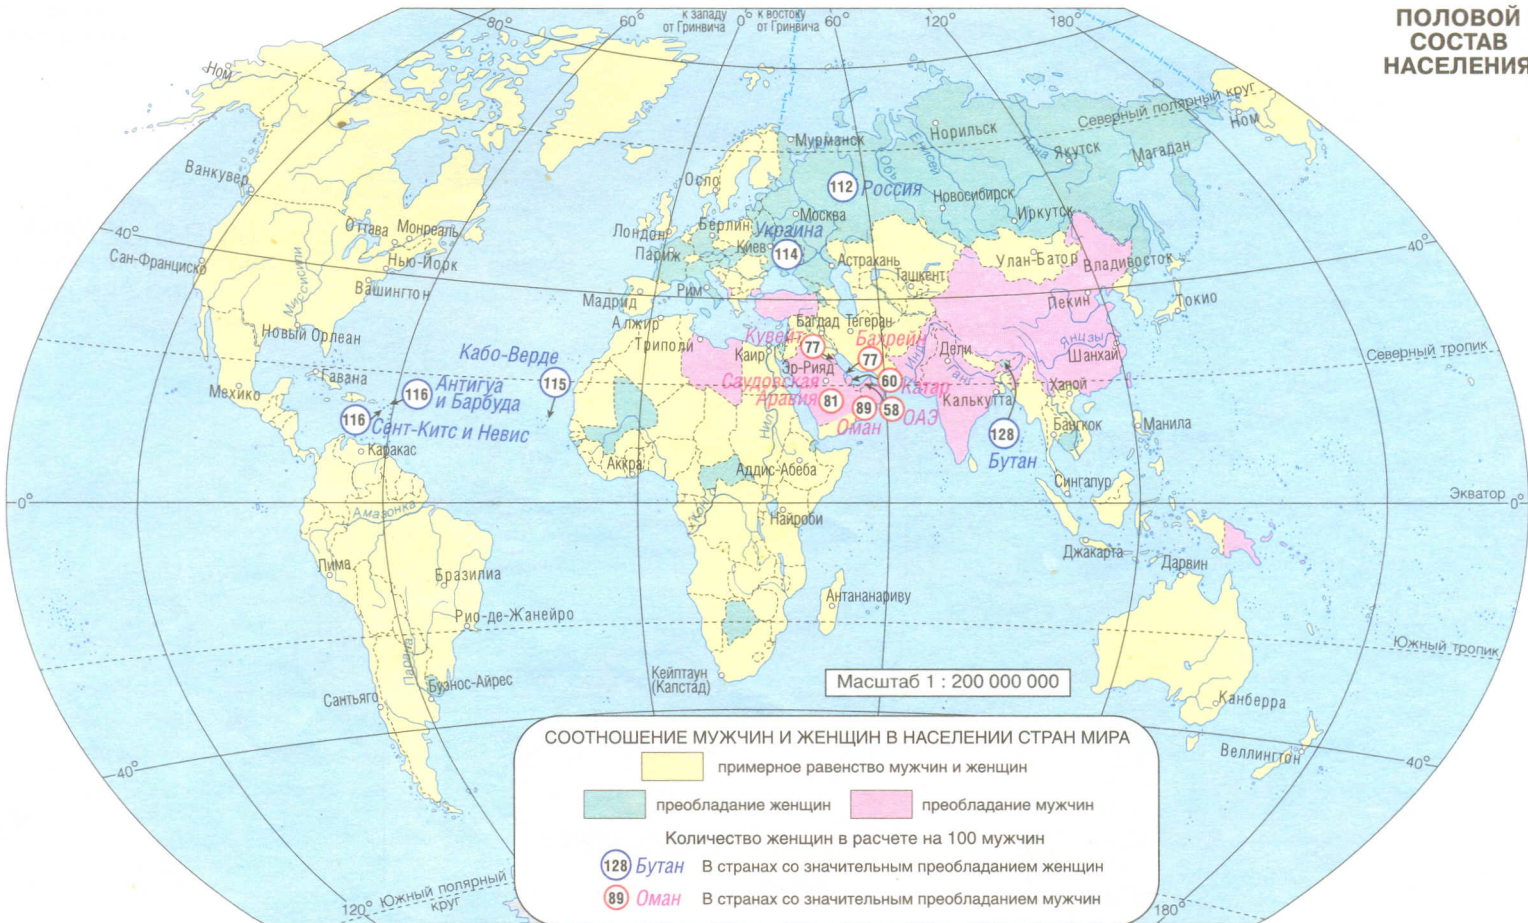 ПОЛОВОЙ
СОСТАВ
НАСЕЛЕНИЯ
80°
60°
к западу
от Гринвича
0°
к востоку
от Гринвича
60°
120°
180°
Ном
Северный полярный круг
Ном
Мурманск
Норильск
Обь
Енисей
Лена
Якутск
Магадан
Ванкувер
Осло
112 Россия
Новосибирск
Иркутск
Москва
40°
Оттава
Монреаль
Лондон
Берлин
Украина
Париж
Киев
114
Астрахань
Улан-Батор
Владивосток
40°
Сан-Франциско
Миссисипи
Нью-Йорк
Вашингтон
Рим
Ташкент
Мадрид
Пекин
Токио
Новый Орлеан
Алжир
Триполи
Багдад
Тегеран
Кувейт
77
Бахрейн
77
Каир
Инд
Дели
Ганг
Янцзы
Шанхай
Северный тропик
Кабо-Верде
115
Гавана
Мехико
Антигуа
и Барбуда
116
116
Сент-Китс и Невис
Эр-Рияд
Саудовская
Аравия
81
60
Катар
89
Оман
58
ОАЭ
Калькутта
Ханой
128
Бутан
Бангкок
Манила
Каракас
Нил
Аккра
Аддис-Абеба
Сингапур
0°
Экватор
0°
Амазонка
Конго
Найроби
Джакарта
Дарвин
Лима
Бразилиа
Антананариву
Рио-де-Жанейро
Южный тропик
Парана
Кейптаун
(Капстад)
Масштаб 1 : 200 000 000
Сантьяго
Буэнос-Айрес
Канберра
Веллингтон
40°
40°
СООТНОШЕНИЕ МУЖЧИН И ЖЕНЩИН В НАСЕЛЕНИИ СТРАН МИРА
примерное равенство мужчин и женщин
преобладание женщин
преобладание мужчин
Количество женщин в расчете на 100 мужчин
128 Бутан В странах со значительным преобладанием женщин
89 Оман В странах со значительным преобладанием мужчин
120°
Южный полярный
круг
180°